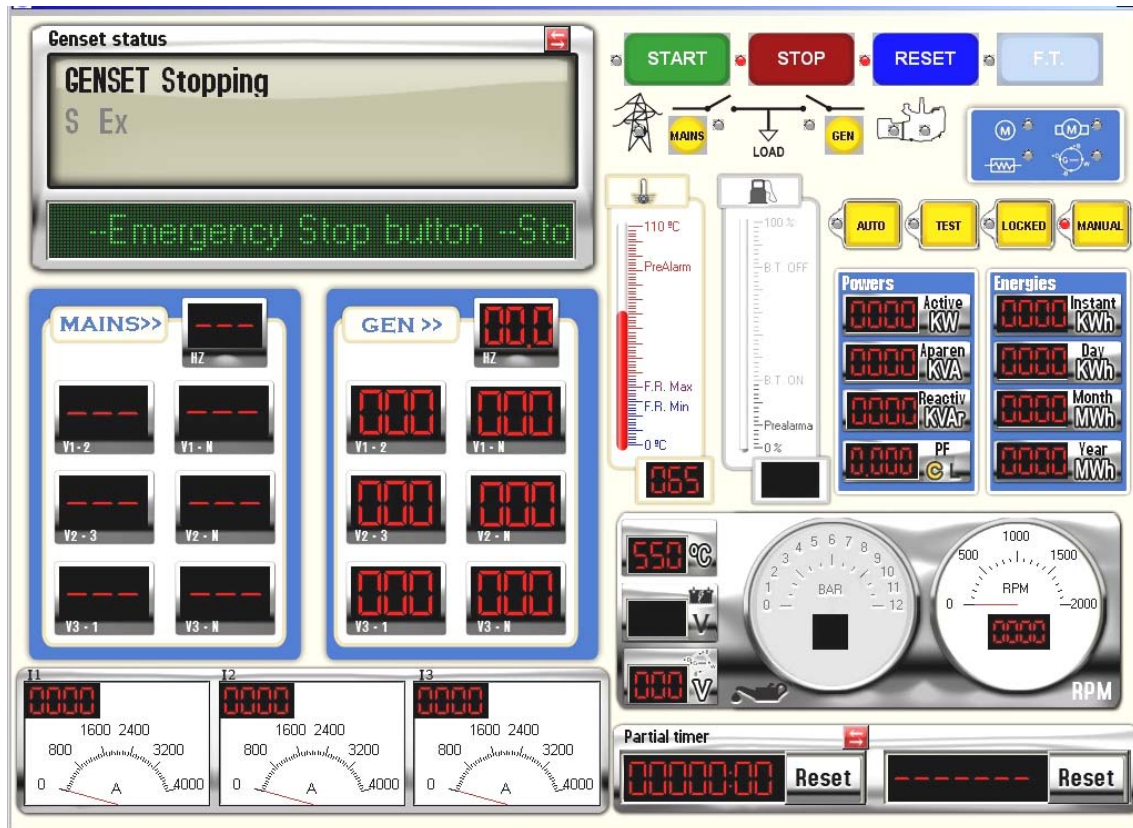 Genset status
GENSET Stopping
S Ex
--Emergency Stop button --Sto
START
STOP
RESET
F.T.
MAINS
LOAD
GEN
M
M
G
110 ºC
PreAlarm
F.R. Max
F.R. Min
0 ºC
065
100 %
B.T. OFF
B.T. ON
Prealarma
0 %
AUTO
TEST
LOCKED
MANUAL
Powers
0000 Active KW
0000 Aparen KVA
0000 Reactiv KVAr
0.000 PF C L
Energies
0000 Instant KWh
0000 Day KWh
0000 Month MWh
0000 Year MWh
MAINS>>
---
HZ
---
V1-2
---
V1-N
---
V2-3
---
V2-N
---
V3-1
---
V3-N
GEN >>
00.0
HZ
000
V1-2
000
V1-N
000
V2-3
000
V2-N
000
V3-1
000
V3-N
550 ºC
V
000 V
0 1 2 3 4 5 6 7 8 9 10 11 12
BAR
0 500 1000 1500 2000
RPM
0000
RPM
I1
0000
0 800 1600 2400 3200 4000
A
I2
0000
0 800 1600 2400 3200 4000
A
I3
0000
0 800 1600 2400 3200 4000
A
Partial timer
00000:00
Reset
-------
Reset